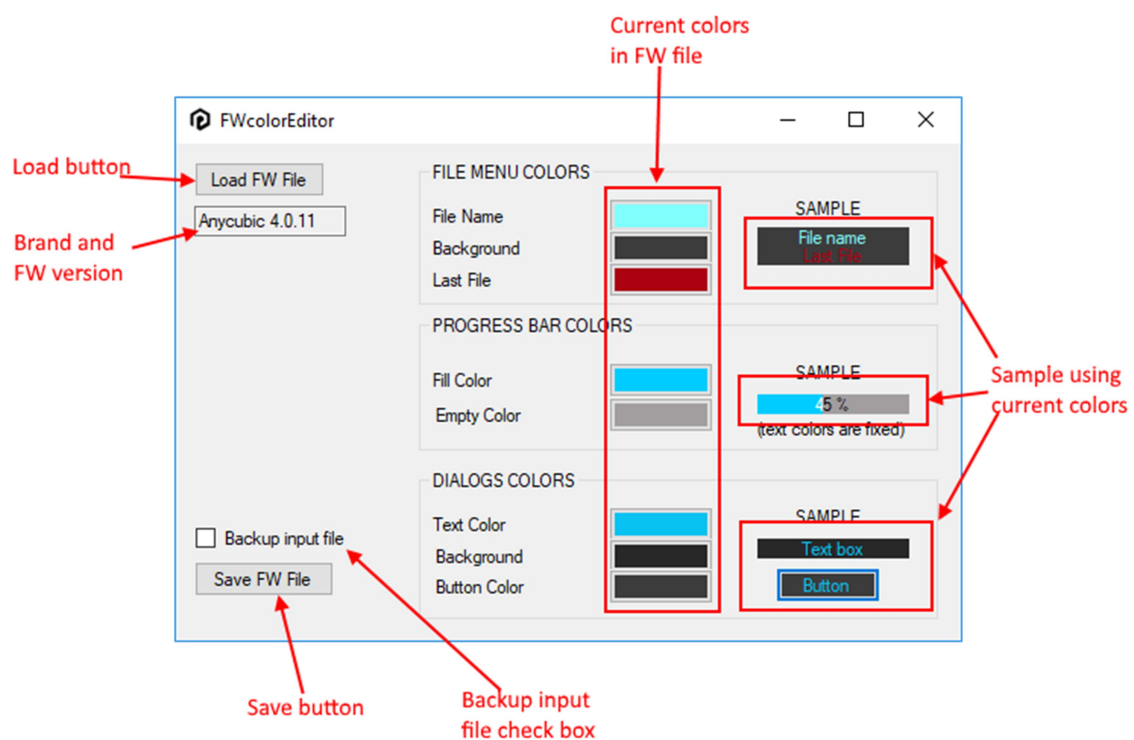 Current colors
in FW file
FWcolorEditor
Load button
Load FW File
Anycubic 4.0.11
Brand and
FW version
FILE MENU COLORS
File Name
Background
Last File
SAMPLE
File name
Last File
PROGRESS BAR COLORS
Fill Color
Empty Color
SAMPLE
45 %
(text colors are fixed)
Sample using
current colors
DIALOGS COLORS
Text Color
Background
Button Color
SAMPLE
Text box
Button
Backup input file
Save FW File
Save button
Backup input
file check box